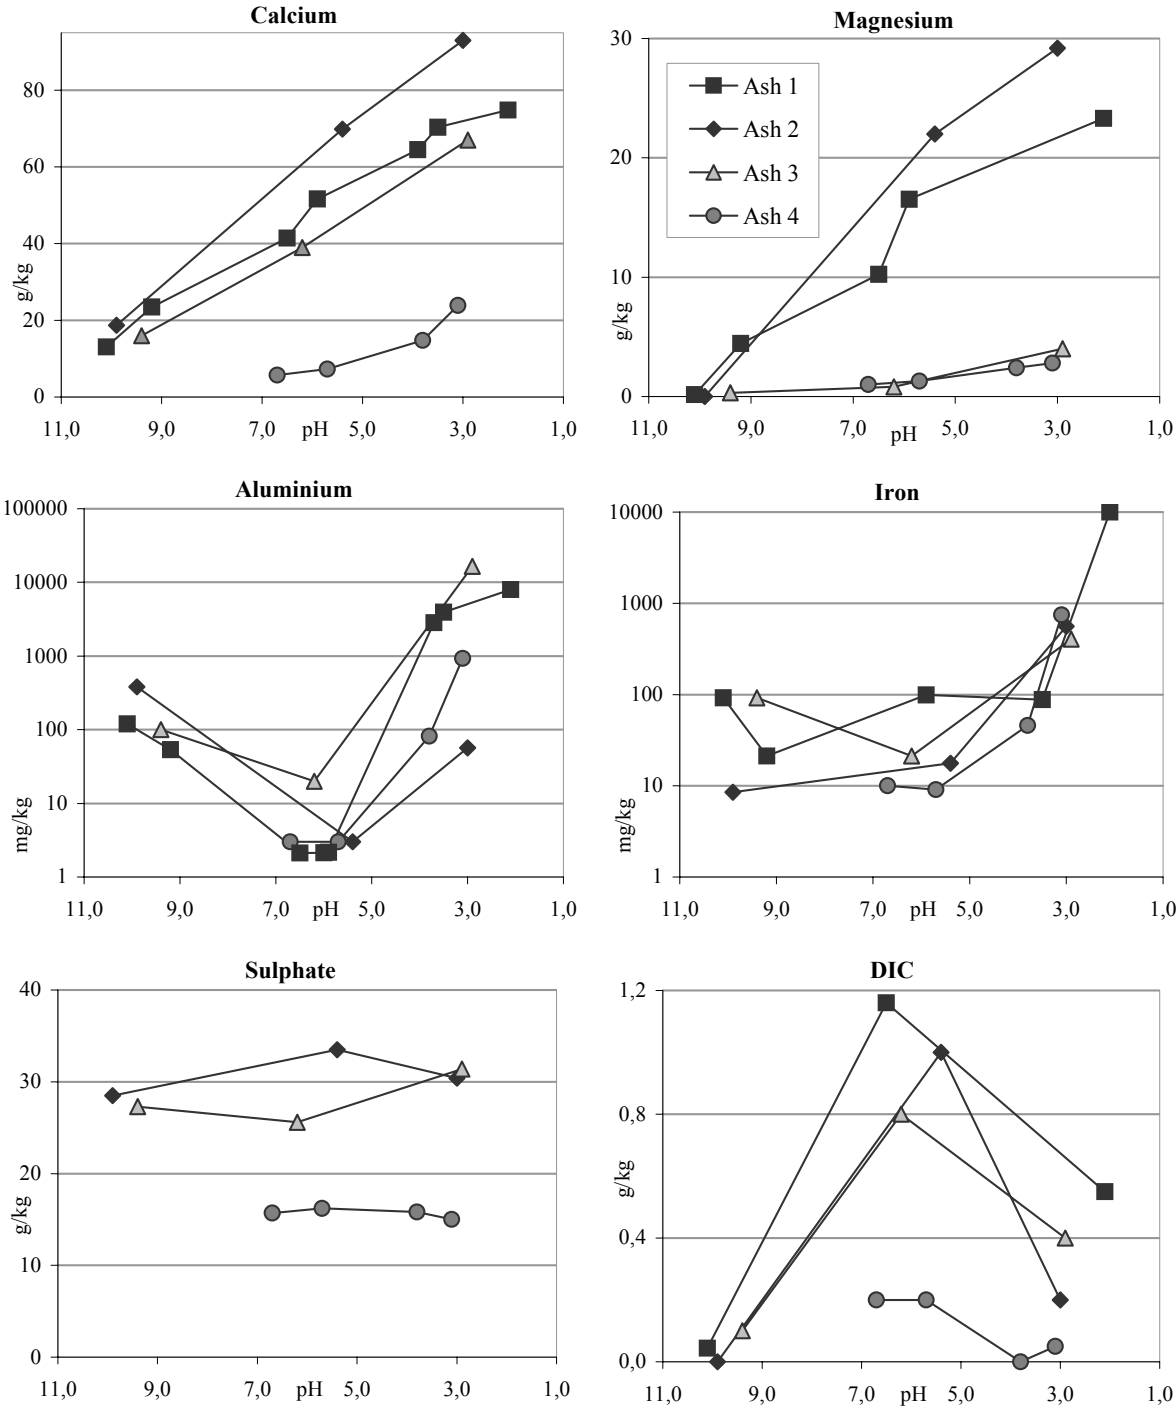 Calcium
80
60
40
20
0
g/kg
11,0 9,0 7,0 pH 5,0 3,0 1,0
Magnesium
30
20
10
0
g/kg
Ash 1
Ash 2
Ash 3
Ash 4
11,0 9,0 7,0 pH 5,0 3,0 1,0
Aluminium
100000
10000
1000
100
10
1
mg/kg
11,0 9,0 7,0 pH 5,0 3,0 1,0
Iron
10000
1000
100
10
1
mg/kg
11,0 9,0 7,0 pH 5,0 3,0 1,0
Sulphate
40
30
20
10
0
g/kg
11,0 9,0 7,0 pH 5,0 3,0 1,0
DIC
1,2
0,8
0,4
0,0
g/kg
11,0 9,0 7,0 pH 5,0 3,0 1,0